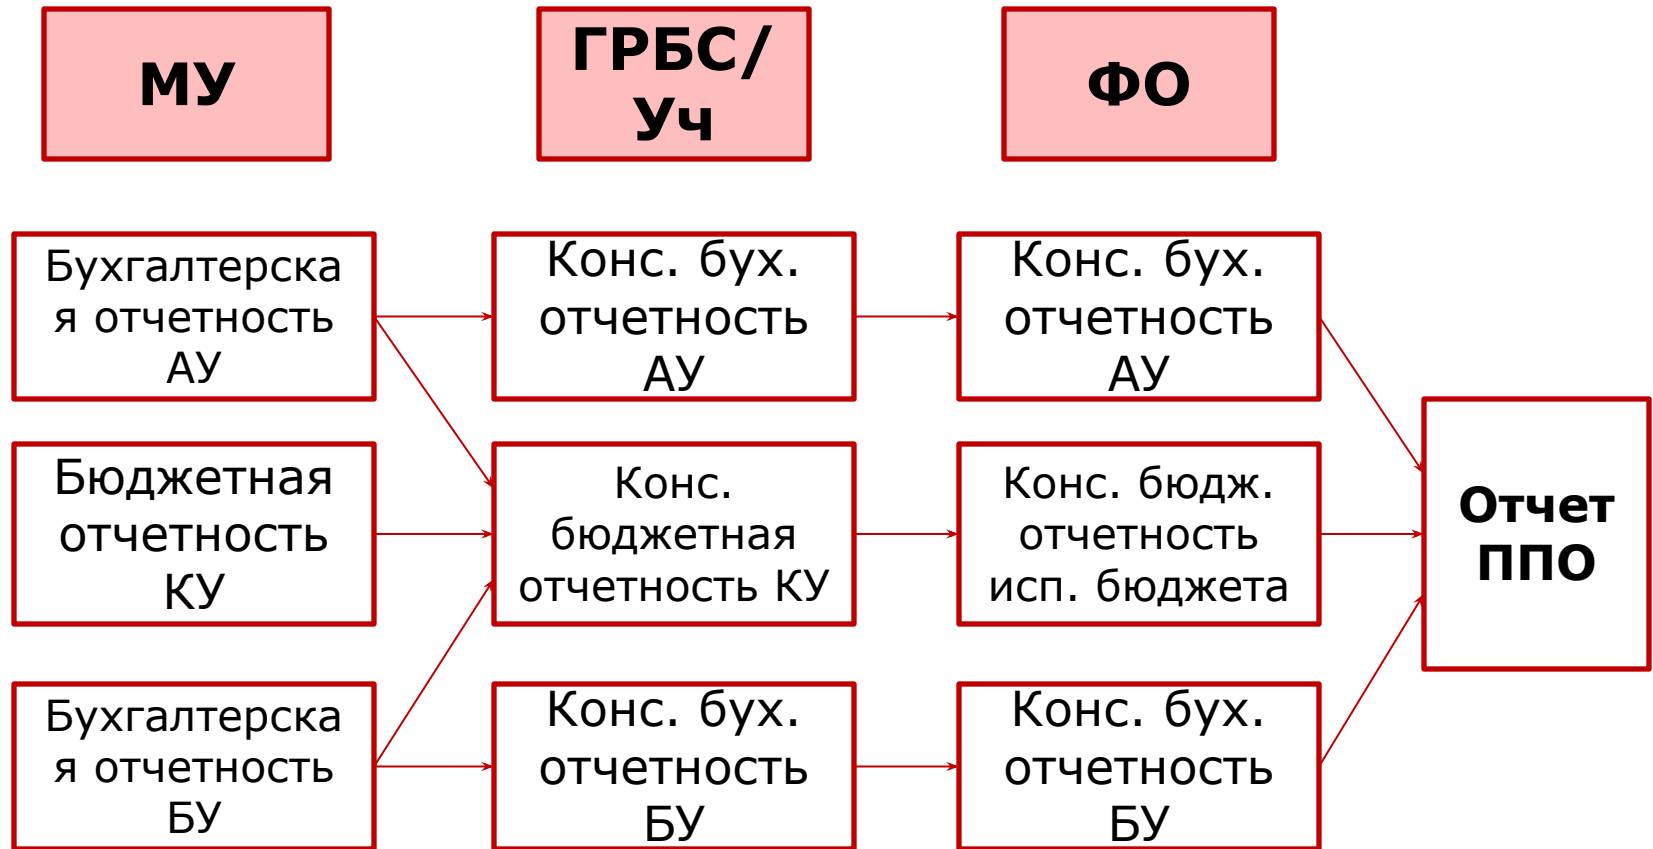 МУ
ГРБС/
Уч
ФО
Бухгалтерска
я отчетность
АУ
Конс. бух.
отчетность
АУ
Конс. бух.
отчетность
АУ
Бюджетная
отчетность
КУ
Конс.
бюджетная
отчетность КУ
Конс. бюдж.
отчетность
исп. бюджета
Отчет
ППО
Бухгалтерска
я отчетность
БУ
Конс. бух.
отчетность
БУ
Конс. бух.
отчетность
БУ